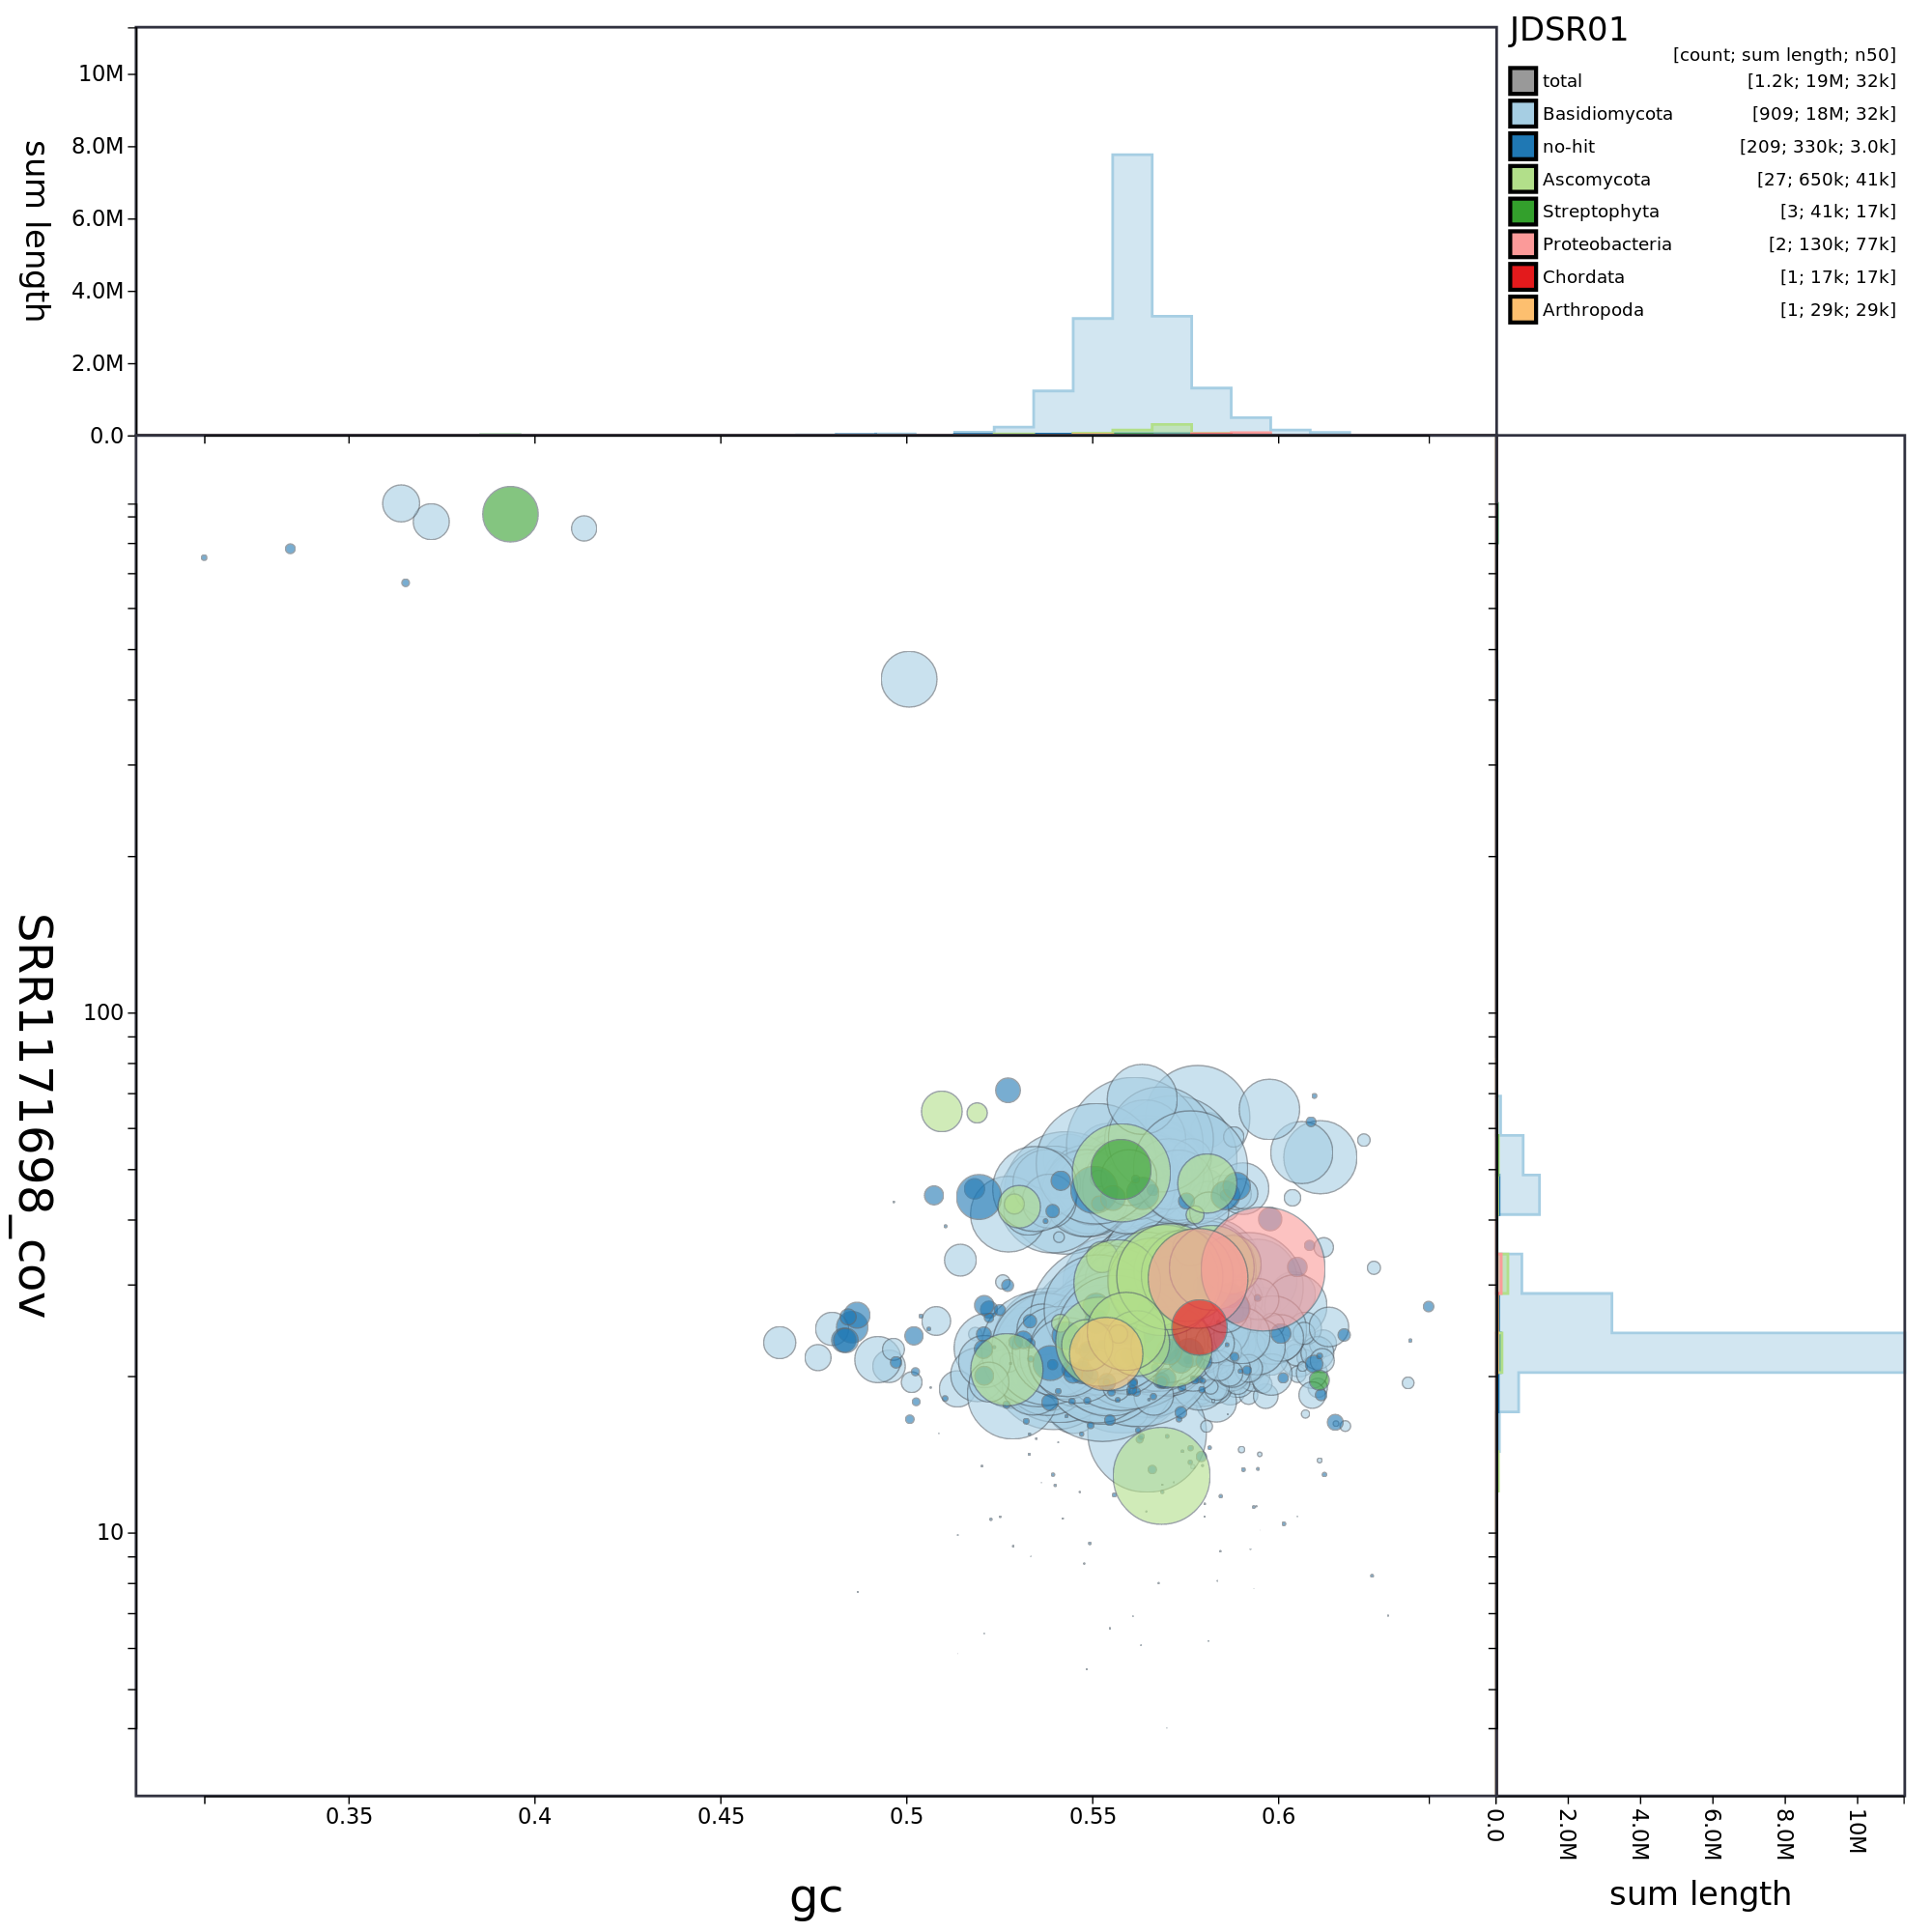 JDSR01
[count; sum length; n50]
total [1.2k; 19M; 32k]
Basidiomycota [909; 18M; 32k]
no-hit [209; 330k; 3.0k]
Ascomycota [27; 650k; 41k]
Streptophyta [3; 41k; 17k]
Proteobacteria [2; 130k; 77k]
Chordata [1; 17k; 17k]
Arthropoda [1; 29k; 29k]
sum length
10M
8.0M
6.0M
4.0M
2.0M
0.0
SRR1171698_cov
100
10
0.35 0.4 0.45 0.5 0.55 0.6
gc
0.0 2.0M 4.0M 6.0M 8.0M 10M
sum length